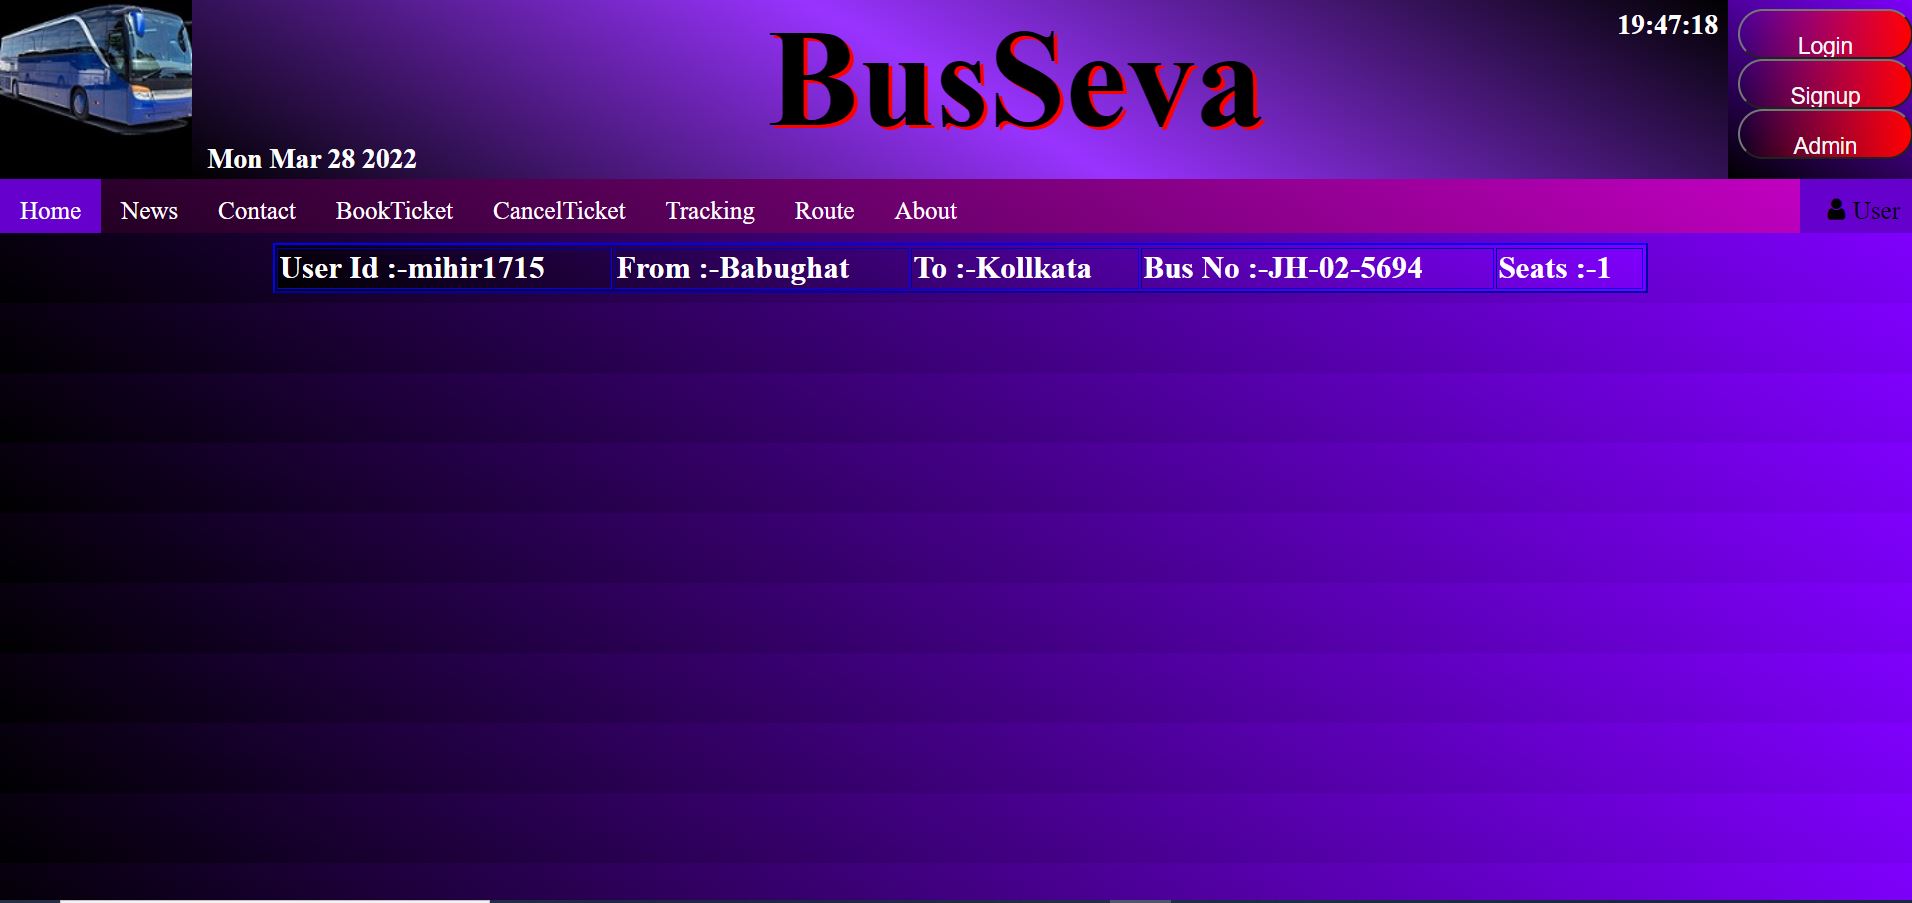 BusSeva
19:47:18
Mon Mar 28 2022
Login
Signup
Admin
Home News Contact BookTicket CancelTicket Tracking Route About User
User Id :-mihir1715 From :-Babughat To :-Kollkata Bus No :-JH-02-5694 Seats :-1